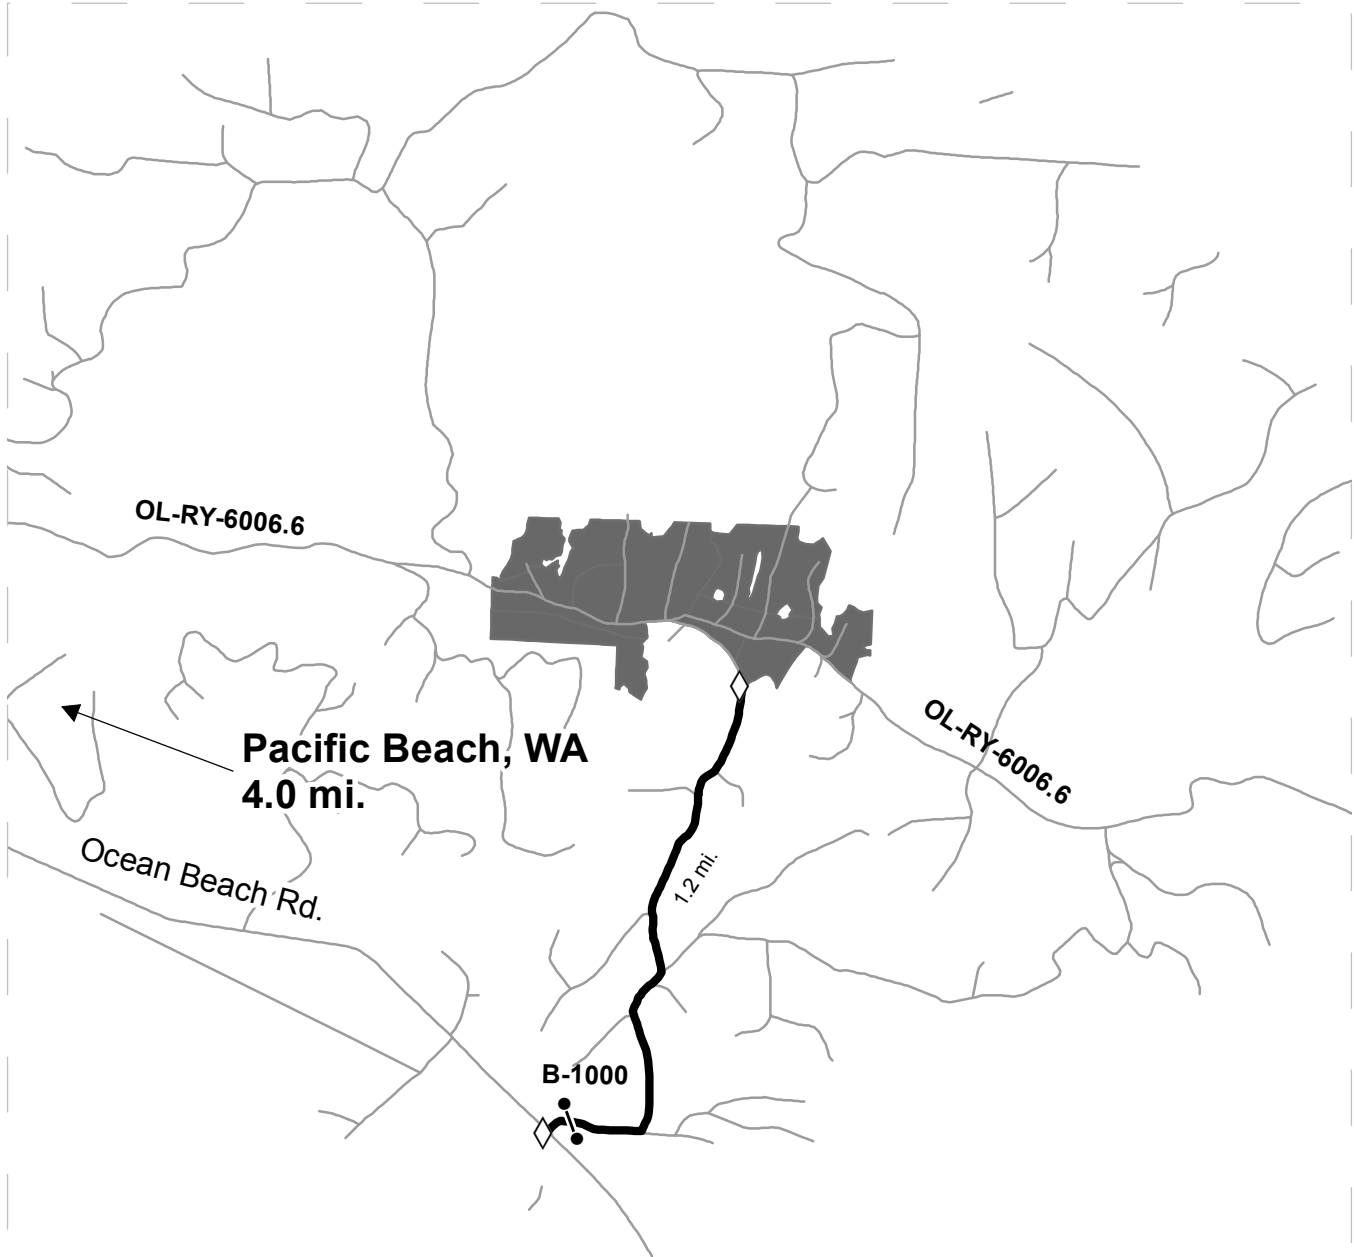 OL-RY-6006.6
Pacific Beach, WA
4.0 mi.
OL-RY-6006.6
Ocean Beach Rd.
1.2 mi.
B-1000